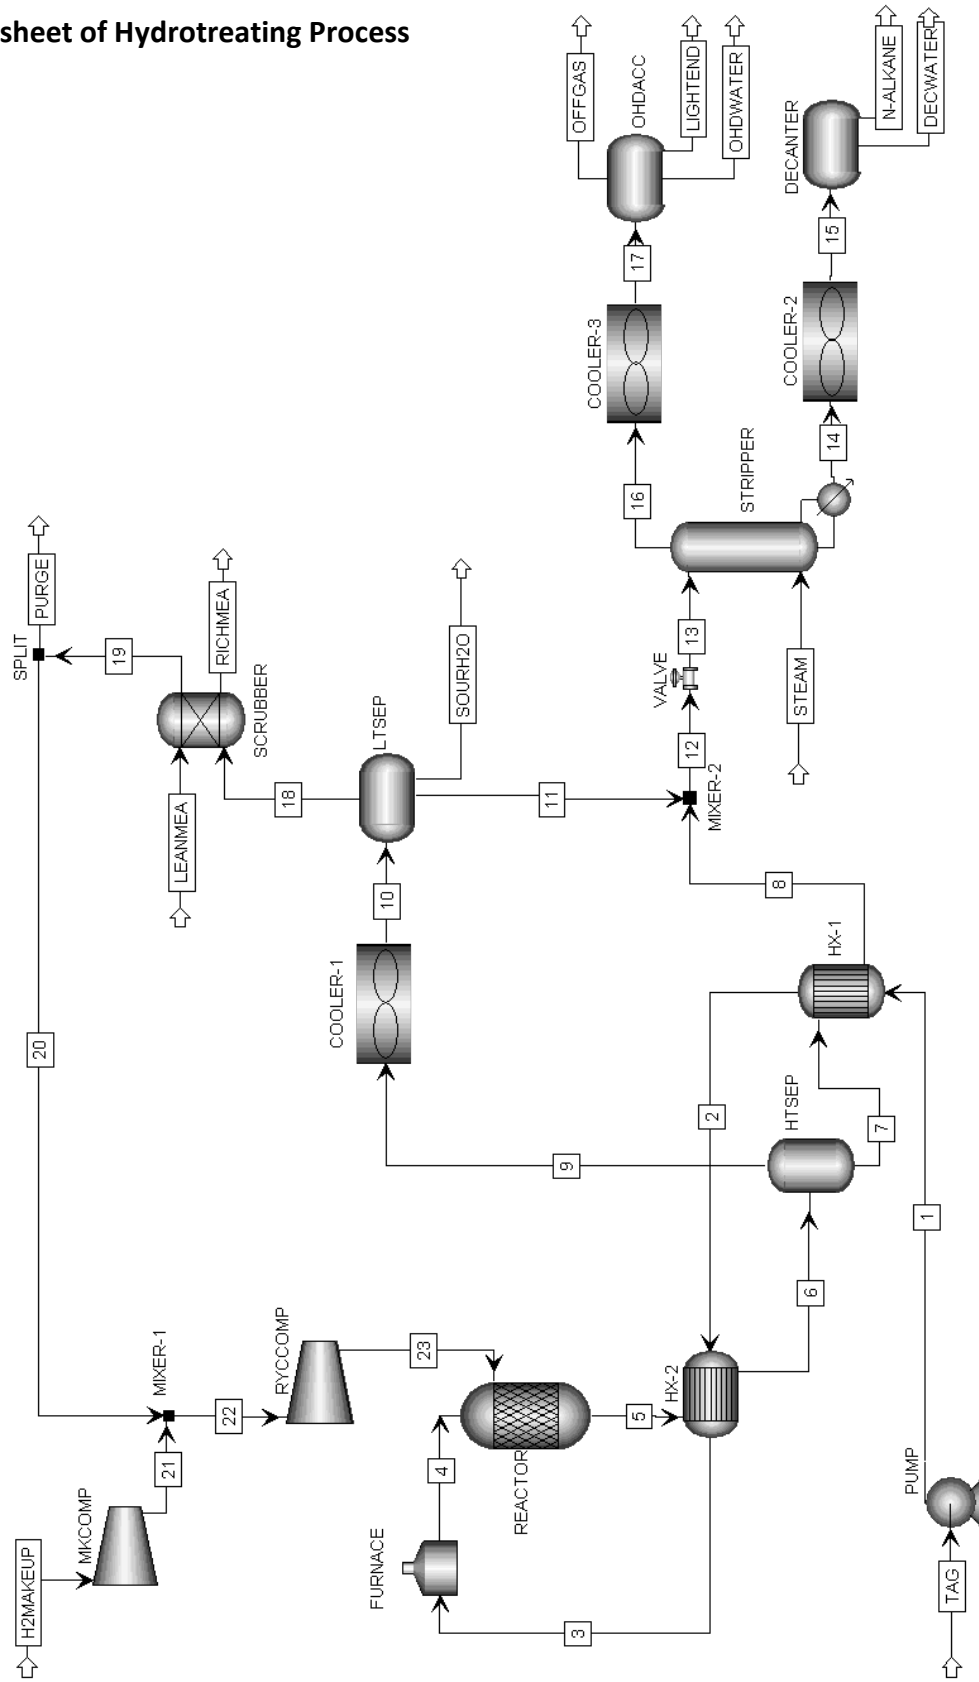 sheet of Hydrotreating Process
OFFGAS
LIGHTEND
OHDWATER
OHDACC
N-ALKANE
DECWATER
DECANTER
17
15
COOLER-3
COOLER-2
16
14
STRIPPER
PURGE
SPLIT
19
RICHMEA
SCRUBBER
LEANMEA
18
LTSEP
SOURH2O
VALVE
13
12
STEAM
11
MIXER-2
10
COOLER-1
8
HX-1
20
2
9
HTSEP
7
1
6
MIXER-1
RYCCOMP
23
22
21
HX-2
5
4
REACTOR
MKCOMP
H2MAKEUP
FURNACE
3
PUMP
TAG